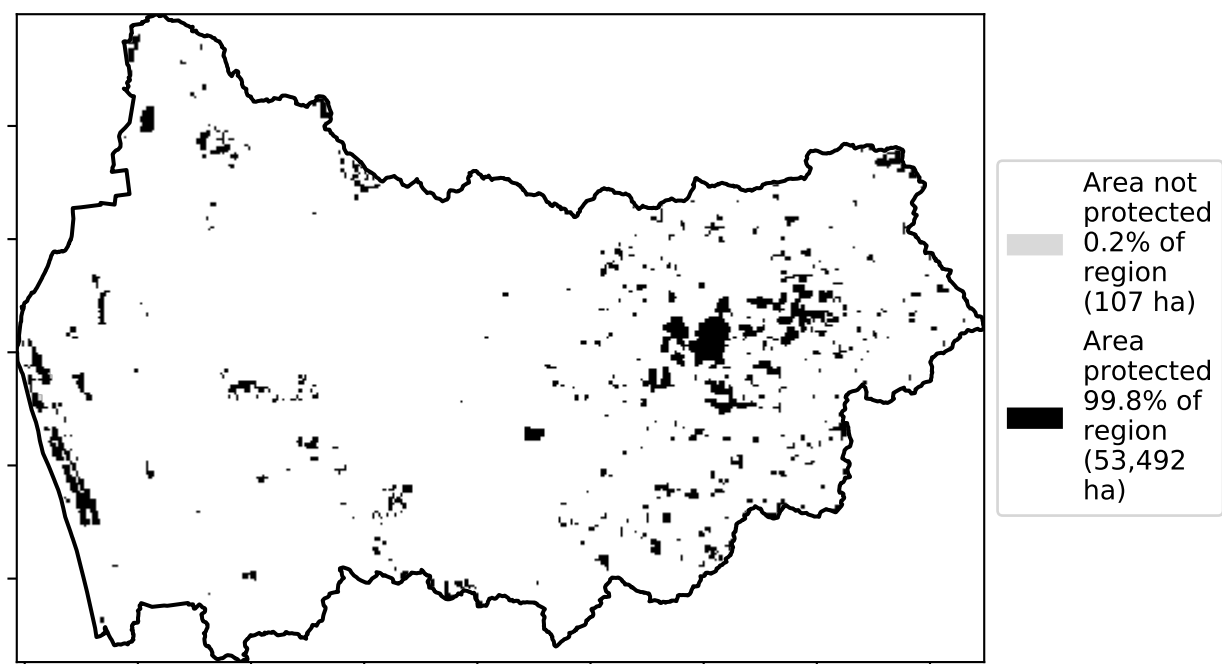 Area not
protected
0.2% of
region
(107 ha)
Area
protected
99.8% of
region
(53,492
ha)